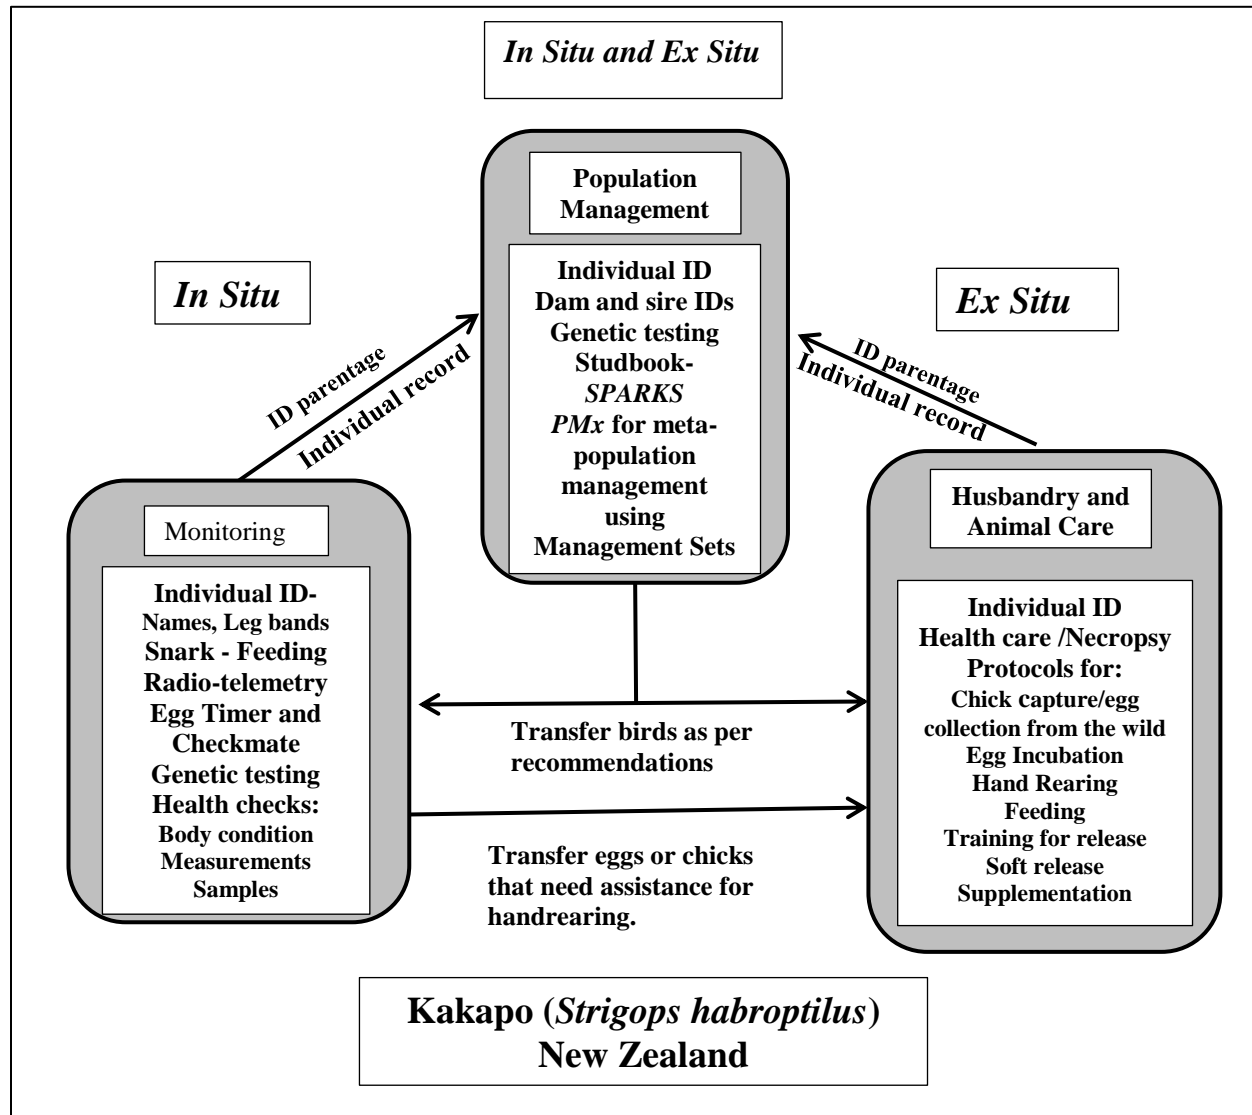 In Situ and Ex Situ
Population
Management
Individual ID
Dam and sire IDs
Genetic testing
Studbook-
SPARKS
PMx for meta-
population
management
using
Management Sets
In Situ
Ex Situ
ID parentage
Individual record
ID parentage
Individual record
Monitoring
Individual ID-
Names, Leg bands
Snark - Feeding
Radio-telemetry
Egg Timer and
Checkmate
Genetic testing
Health checks:
Body condition
Measurements
Samples
Husbandry and
Animal Care
Individual ID
Health care /Necropsy
Protocols for:
Chick capture/egg
collection from the wild
Egg Incubation
Hand Rearing
Feeding
Training for release
Soft release
Supplementation
Transfer birds as per
recommendations
Transfer eggs or chicks
that need assistance for
handrearing.
Kakapo (Strigops habroptilus)
New Zealand